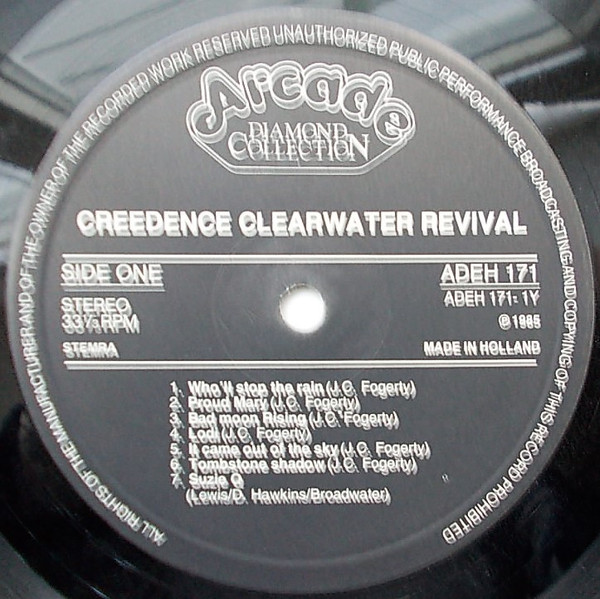 ALL RIGHTS OF THE MANUFACTURER AND OF THE OWNER OF THE RECORDED WORK RESERVED UNAUTHORIZED PUBLIC PERFORMANCE BROADCASTING AND COPYING OF THIS RECORD PROHIBITED
Arcade
DIAMOND
COLLECTION
CREEDENCE CLEARWATER REVIVAL
SIDE ONE ADEH 171
STEREO ADEH 171-1Y
33⅓ RPM ℗ 1985
STEMRA MADE IN HOLLAND
1. Who'll stop the rain (J.C. Fogerty)
2. Proud Mary (J.C. Fogerty)
3. Bad moon Rising (J.C. Fogerty)
4. Lodi (J.C. Fogerty)
5. It came out of the sky (J.C. Fogerty)
6. Tombstone shadow (J.C. Fogerty)
7. Suzie Q
(Lewis/D. Hawkins/Broadwater)